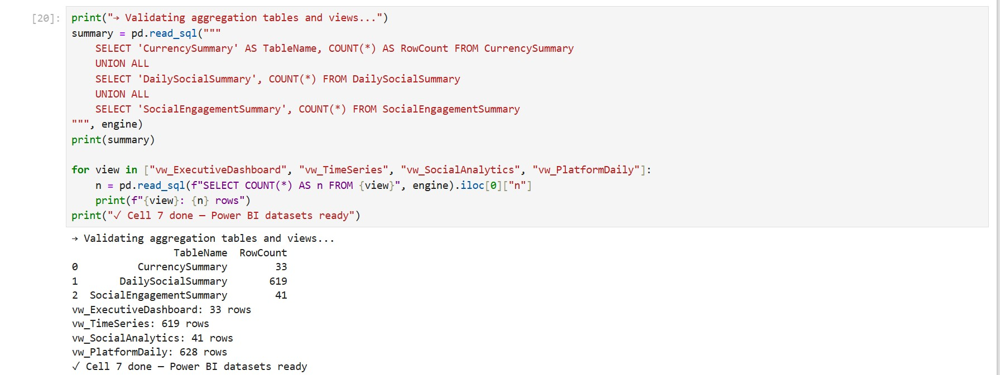 [20]: print("→ Validating aggregation tables and views...")
summary = pd.read_sql("""
    SELECT 'CurrencySummary' AS TableName, COUNT(*) AS RowCount FROM CurrencySummary
    UNION ALL
    SELECT 'DailySocialSummary', COUNT(*) FROM DailySocialSummary
    UNION ALL
    SELECT 'SocialEngagementSummary', COUNT(*) FROM SocialEngagementSummary
""", engine)
print(summary)

for view in ["vw_ExecutiveDashboard", "vw_TimeSeries", "vw_SocialAnalytics", "vw_PlatformDaily"]:
    n = pd.read_sql(f"SELECT COUNT(*) AS n FROM {view}", engine).iloc[0]["n"]
    print(f"{view}: {n} rows")
print("✓ Cell 7 done — Power BI datasets ready")
→ Validating aggregation tables and views...
                 TableName  RowCount
0          CurrencySummary        33
1       DailySocialSummary       619
2  SocialEngagementSummary        41
vw_ExecutiveDashboard: 33 rows
vw_TimeSeries: 619 rows
vw_SocialAnalytics: 41 rows
vw_PlatformDaily: 628 rows
✓ Cell 7 done — Power BI datasets ready